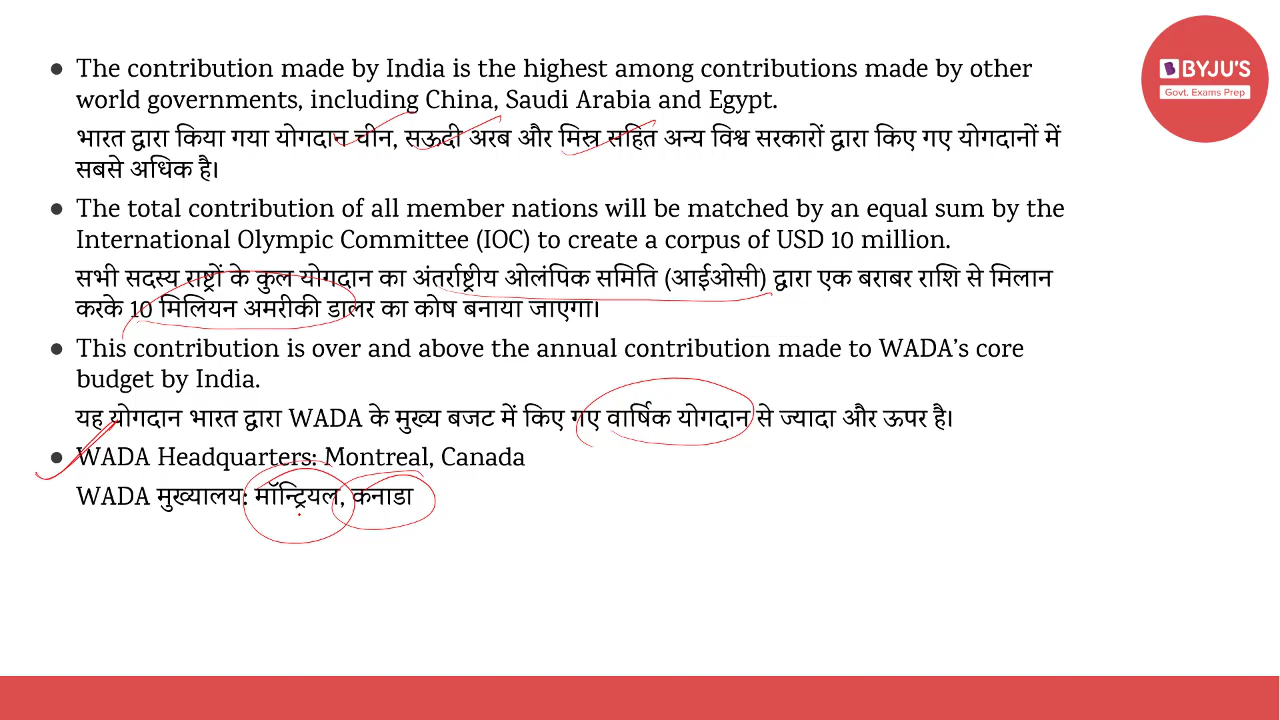 ● The contribution made by India is the highest among contributions made by other
world governments, including China, Saudi Arabia and Egypt.
भारत द्वारा किया गया योगदान चीन, सऊदी अरब और मिस्र सहित अन्य विश्व सरकारों द्वारा किए गए योगदानों में
सबसे अधिक है।
● The total contribution of all member nations will be matched by an equal sum by the
International Olympic Committee (IOC) to create a corpus of USD 10 million.
सभी सदस्य राष्ट्रों के कुल योगदान का अंतर्राष्ट्रीय ओलंपिक समिति (आईओसी) द्वारा एक बराबर राशि से मिलान
करके 10 मिलियन अमरीकी डालर का कोष बनाया जाएगा।
● This contribution is over and above the annual contribution made to WADA’s core
budget by India.
यह योगदान भारत द्वारा WADA के मुख्य बजट में किए गए वार्षिक योगदान से ज्यादा और ऊपर है।
● WADA Headquarters: Montreal, Canada
WADA मुख्यालय: मॉन्ट्रियल, कनाडा
BYJU'S
Govt. Exams Prep